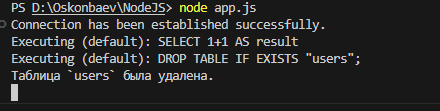 PS D:\Oskonbaev\NodeJS> node app.js
Connection has been established successfully.
Executing (default): SELECT 1+1 AS result
Executing (default): DROP TABLE IF EXISTS "users";
Таблица `users` была удалена.